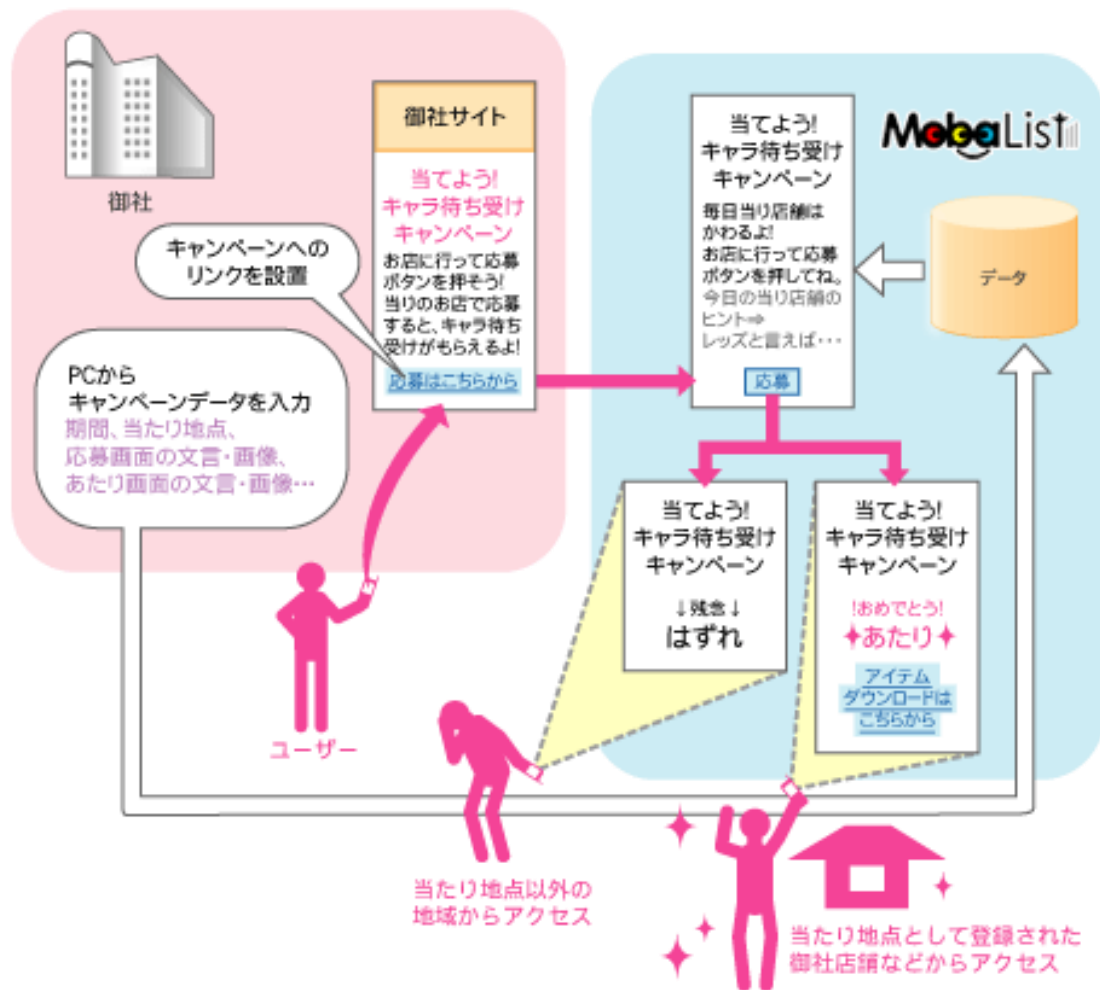 御社
御社サイト
当てよう!
キャラ待ち受け
キャンペーン
お店に行って応募
ボタンを押そう!
当りのお店で応募
すると、キャラ待ち
受けがもらえるよ!
応募はこちらから
キャンペーンへの
リンクを設置
PCから
キャンペーンデータを入力
期間、当たり地点、
応募画面の文言・画像、
あたり画面の文言・画像…
ユーザー
MobaList
当てよう!
キャラ待ち受け
キャンペーン
毎日当り店舗は
かわるよ!
お店に行って応募
ボタンを押してね。
今日の当り店舗の
ヒント⇒
レッズと言えば・・・
応募
データ
当てよう!
キャラ待ち受け
キャンペーン
↓残念↓
はずれ
当てよう!
キャラ待ち受け
キャンペーン
!おめでとう!
✦あたり✦
アイテム
ダウンロードは
こちらから
当たり地点以外の
地域からアクセス
当たり地点として登録された
御社店舗などからアクセス